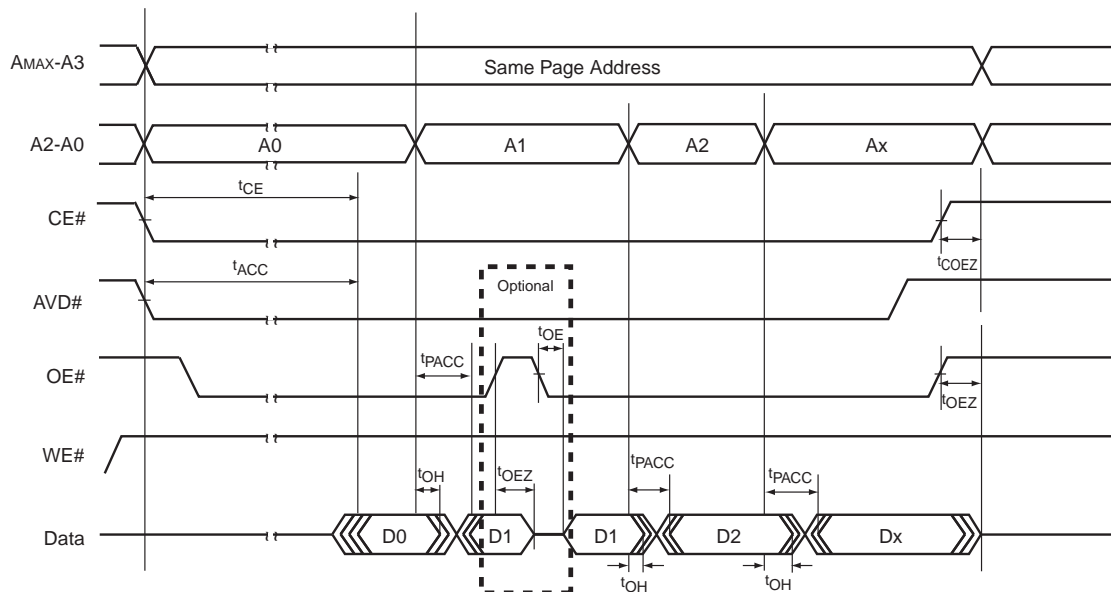 AMAX-A3
Same Page Address
A2-A0
A0
A1
A2
Ax
tCE
CE#
tCOEZ
tACC
Optional
AVD#
tOE
tPACC
OE#
tOEZ
WE#
tOH
tOEZ
tPACC
tPACC
Data
D0
D1
D1
D2
Dx
tOH
tOH